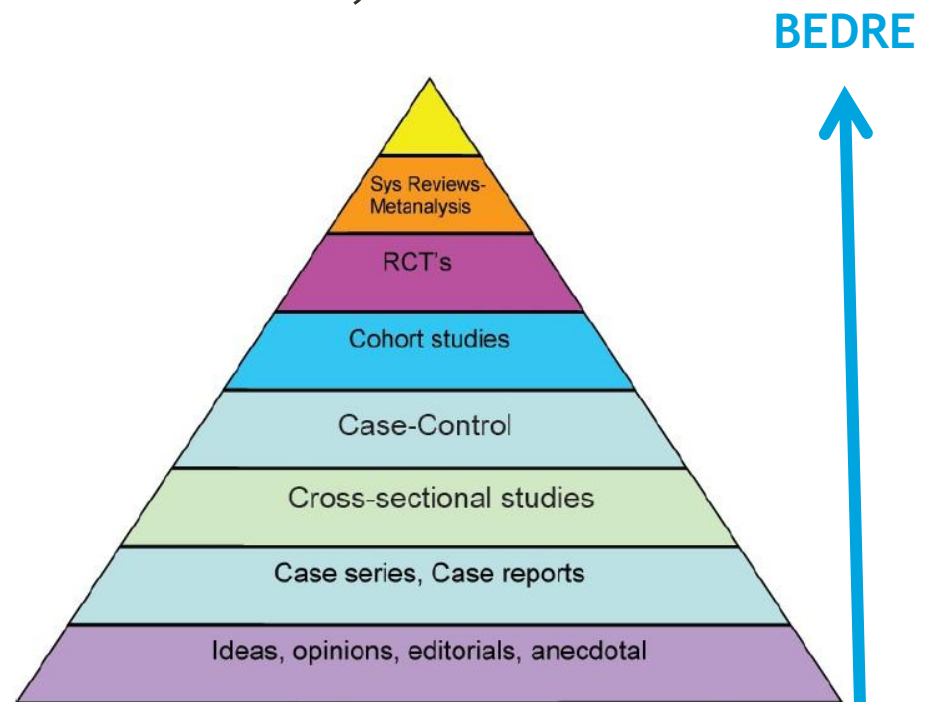 BEDRE
Sys Reviews-
Metanalysis
RCT's
Cohort studies
Case-Control
Cross-sectional studies
Case series, Case reports
Ideas, opinions, editorials, anecdotal